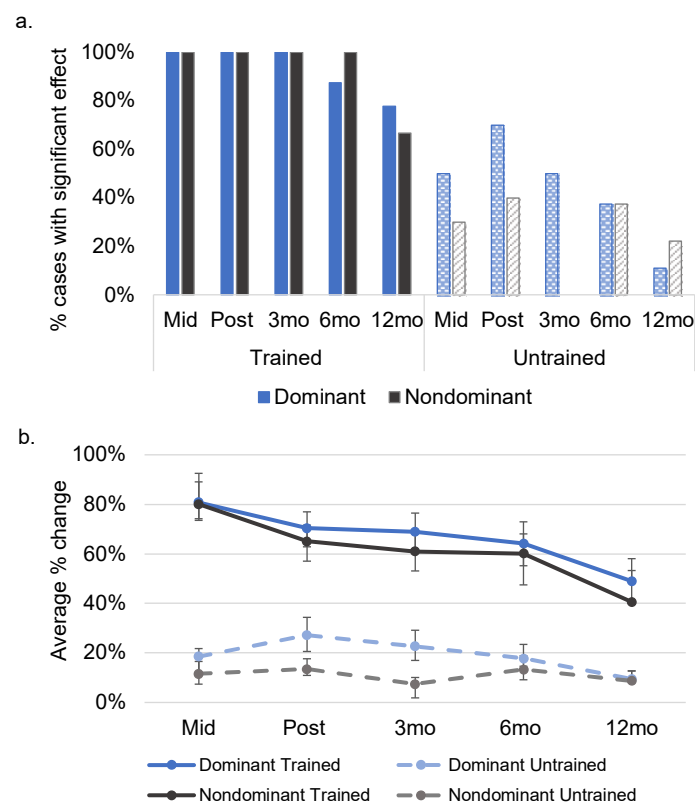 a.
% cases with significant effect
100%
80%
60%
40%
20%
0%
Mid Post 3mo 6mo 12mo Mid Post 3mo 6mo 12mo
Trained Untrained
Dominant Nondominant
b.
Average % change
100%
80%
60%
40%
20%
0%
Mid Post 3mo 6mo 12mo
Dominant Trained Dominant Untrained
Nondominant Trained Nondominant Untrained